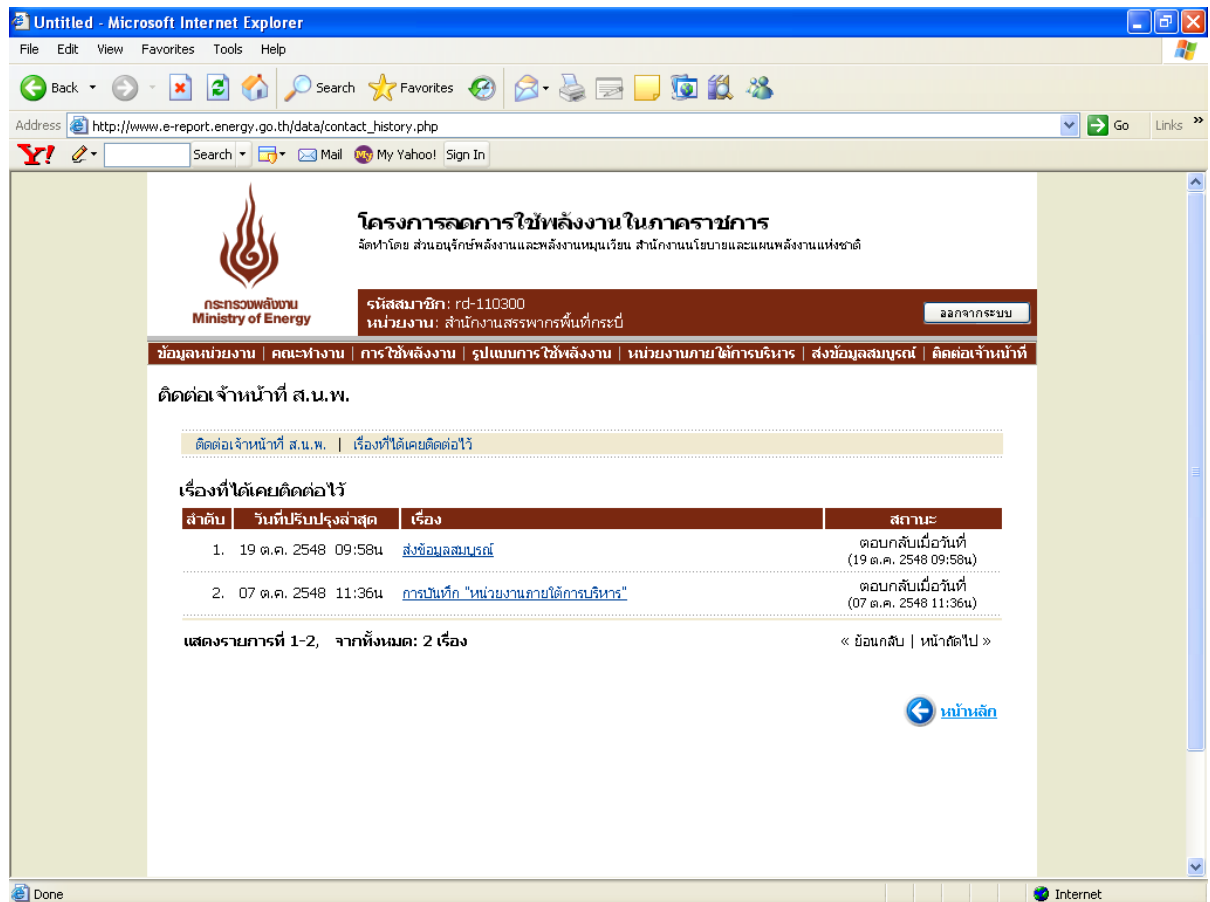 Untitled - Microsoft Internet Explorer
File Edit View Favorites Tools Help
Back Search Favorites
Address http://www.e-report.energy.go.th/data/contact_history.php Go Links »
Y! Search Mail My Yahoo! Sign In
โครงการลดการใช้พลังงานในภาคราชการ
จัดทำโดย ส่วนอนุรักษ์พลังงานและพลังงานหมุนเวียน สำนักงานนโยบายและแผนพลังงานแห่งชาติ
กระทรวงพลังงาน
Ministry of Energy
รหัสสมาชิก: rd-110300
หน่วยงาน: สำนักงานสรรพากรพื้นที่กระบี่
ออกจากระบบ
ข้อมูลหน่วยงาน | คณะทำงาน | การใช้พลังงาน | รูปแบบการใช้พลังงาน | หน่วยงานภายใต้การบริหาร | ส่งข้อมูลสมบูรณ์ | ติดต่อเจ้าหน้าที่
ติดต่อเจ้าหน้าที่ ส.น.พ.
ติดต่อเจ้าหน้าที่ ส.น.พ. | เรื่องที่ได้เคยติดต่อไว้
เรื่องที่ได้เคยติดต่อไว้
ลำดับ วันที่ปรับปรุงล่าสุด เรื่อง สถานะ
1. 19 ต.ค. 2548 09:58น ส่งข้อมูลสมบูรณ์ ตอบกลับเมื่อวันที่
(19 ต.ค. 2548 09:58น)
2. 07 ต.ค. 2548 11:36น การบันทึก "หน่วยงานภายใต้การบริหาร" ตอบกลับเมื่อวันที่
(07 ต.ค. 2548 11:36น)
แสดงรายการที่ 1-2, จากทั้งหมด: 2 เรื่อง « ย้อนกลับ | หน้าถัดไป »
หน้าหลัก
Done Internet